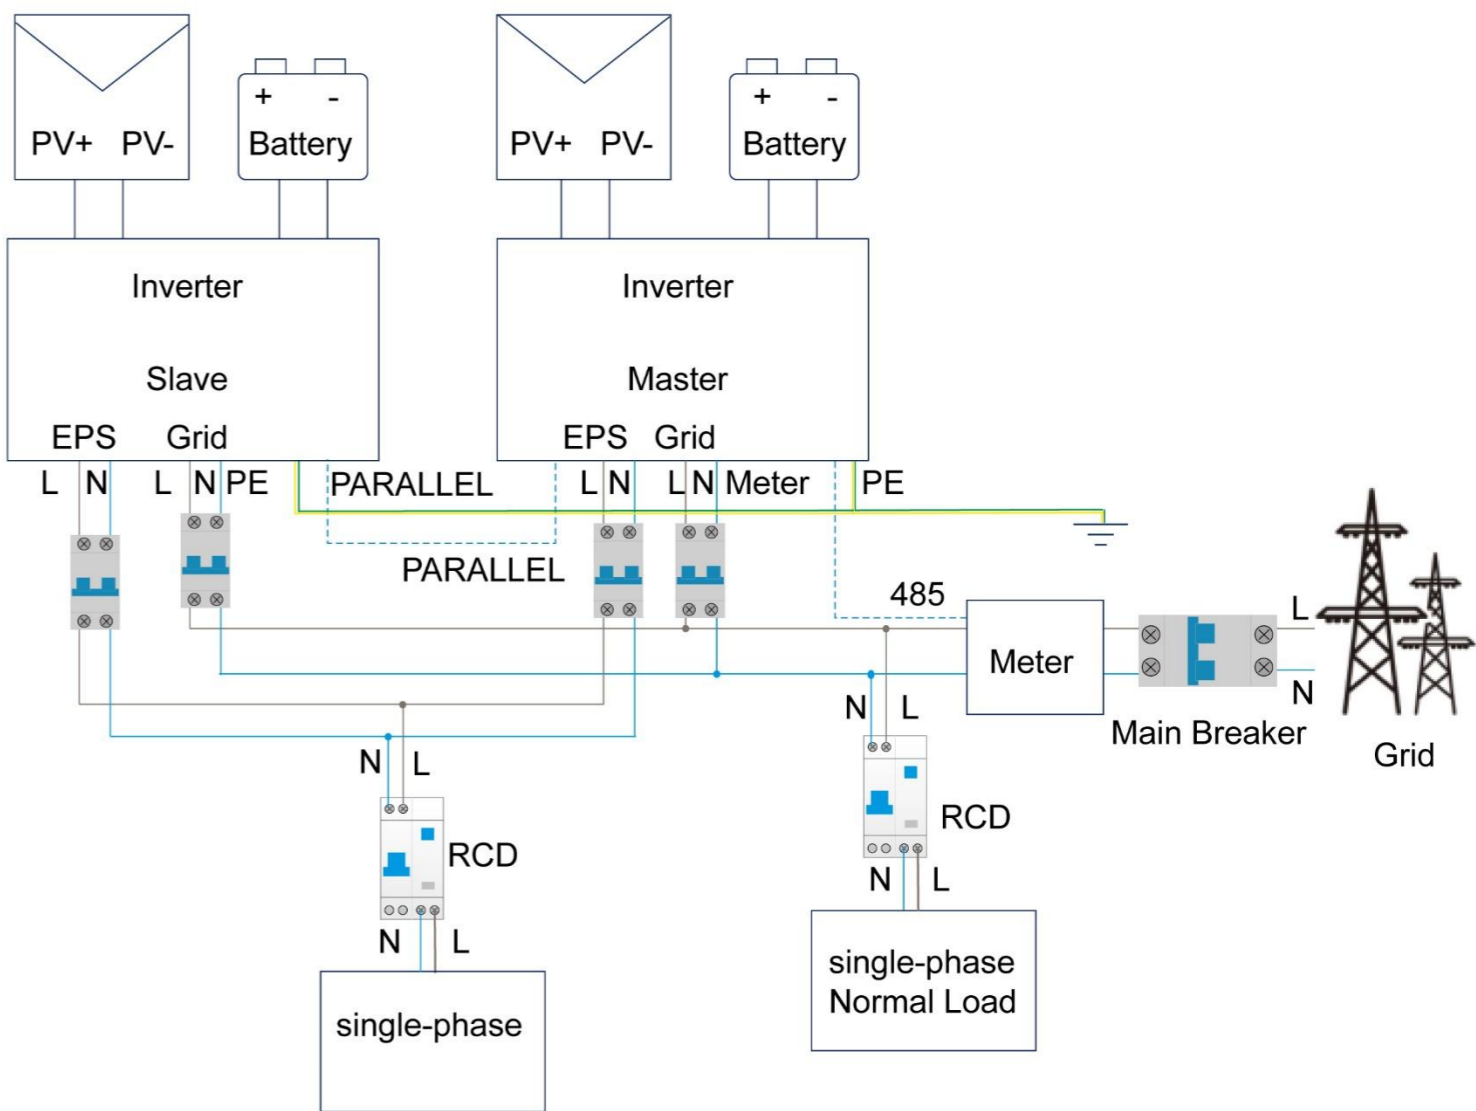 PV+ PV-
+ -
Battery
PV+ PV-
+ -
Battery
Inverter
Slave
EPS Grid
Inverter
Master
EPS Grid
L N L N PE
PARALLEL
L N L N Meter PE
PARALLEL
485
Meter
L
N
Main Breaker
Grid
N L
RCD
N L
single-phase
N L
RCD
N L
single-phase
Normal Load